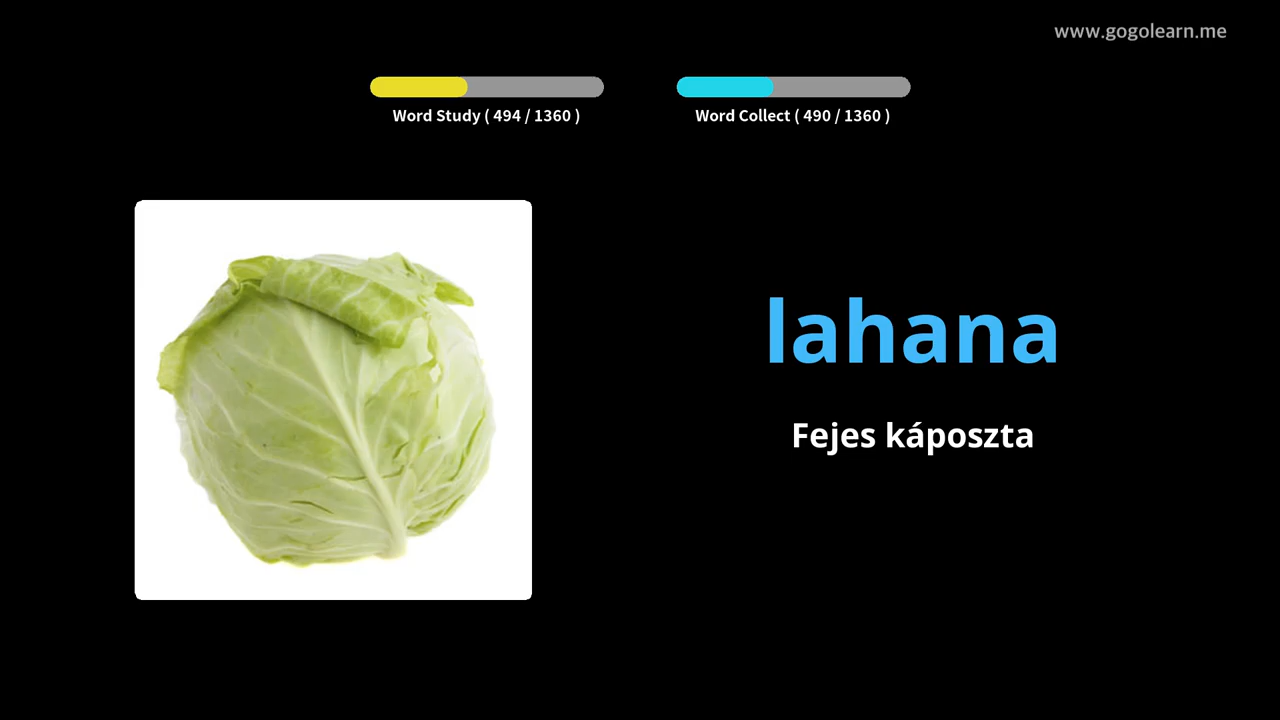 www.gogolearn.me
Word Study ( 494 / 1360 )
Word Collect ( 490 / 1360 )
lahana
Fejes káposzta